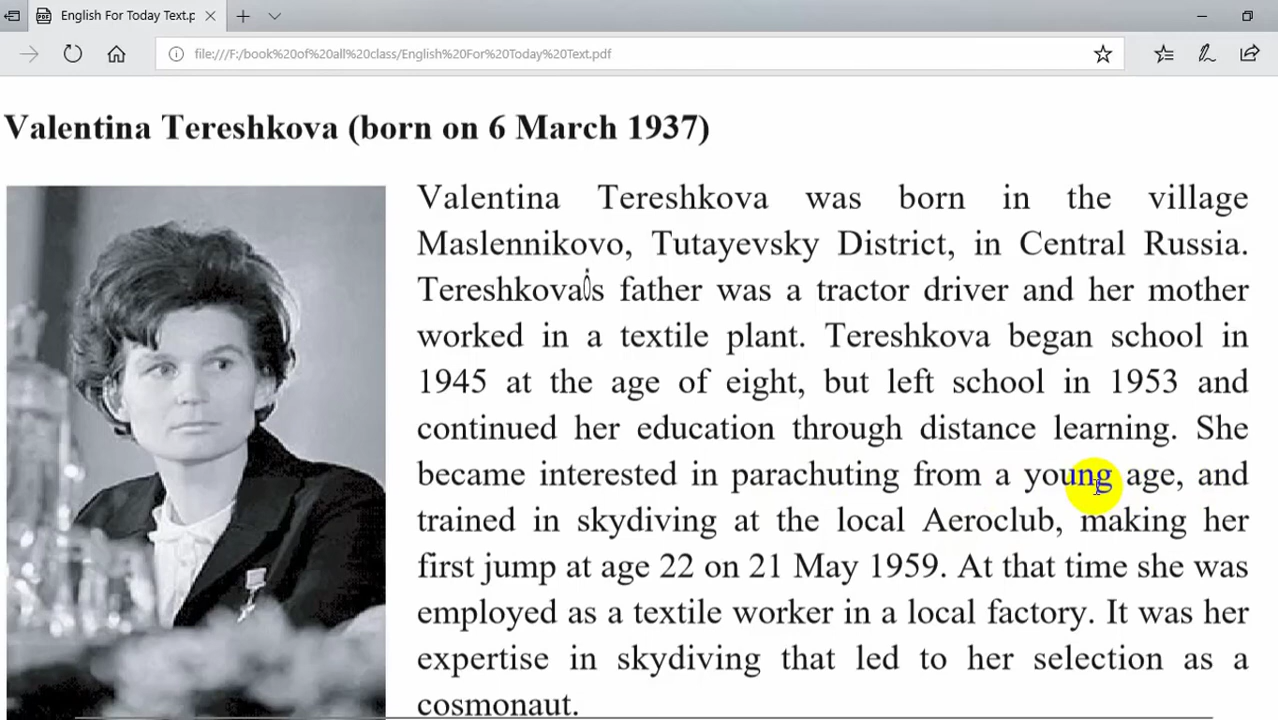 English For Today Text.p
file:///F:/book%20of%20all%20class/English%20For%20Today%20Text.pdf
Valentina Tereshkova (born on 6 March 1937)
Valentina Tereshkova was born in the village
Maslennikovo, Tutayevsky District, in Central Russia.
Tereshkova▯s father was a tractor driver and her mother
worked in a textile plant. Tereshkova began school in
1945 at the age of eight, but left school in 1953 and
continued her education through distance learning. She
became interested in parachuting from a young age, and
trained in skydiving at the local Aeroclub, making her
first jump at age 22 on 21 May 1959. At that time she was
employed as a textile worker in a local factory. It was her
expertise in skydiving that led to her selection as a
cosmonaut.